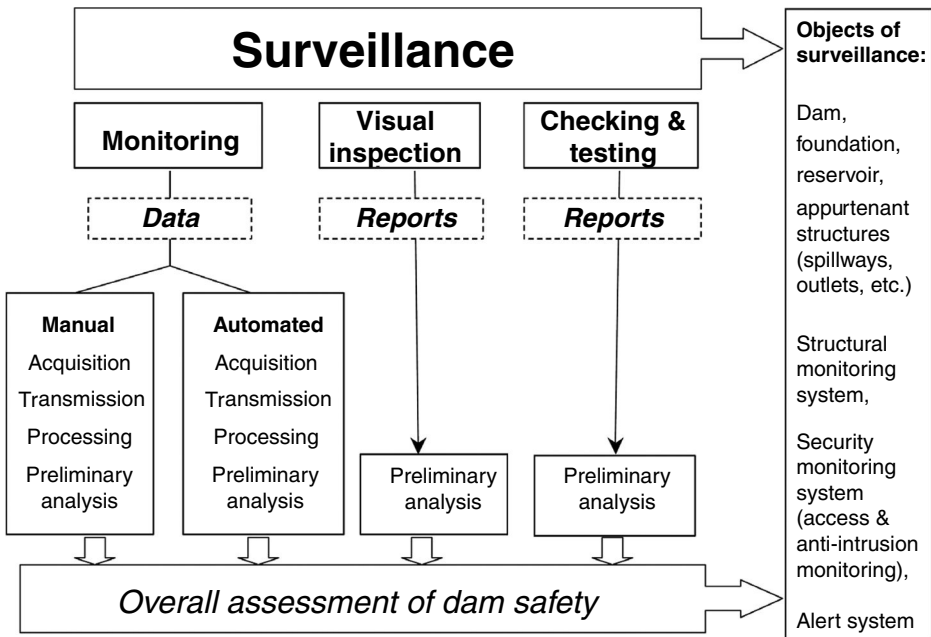 Surveillance
Monitoring
Visual
inspection
Checking &
testing
Data
Reports
Reports
Manual
Acquisition
Transmission
Processing
Preliminary
analysis
Automated
Acquisition
Transmission
Processing
Preliminary
analysis
Preliminary
analysis
Preliminary
analysis
Overall assessment of dam safety
Objects of
surveillance:
Dam,
foundation,
reservoir,
appurtenant
structures
(spillways,
outlets, etc.)
Structural
monitoring
system,
Security
monitoring
system
(access &
anti-intrusion
monitoring),
Alert system